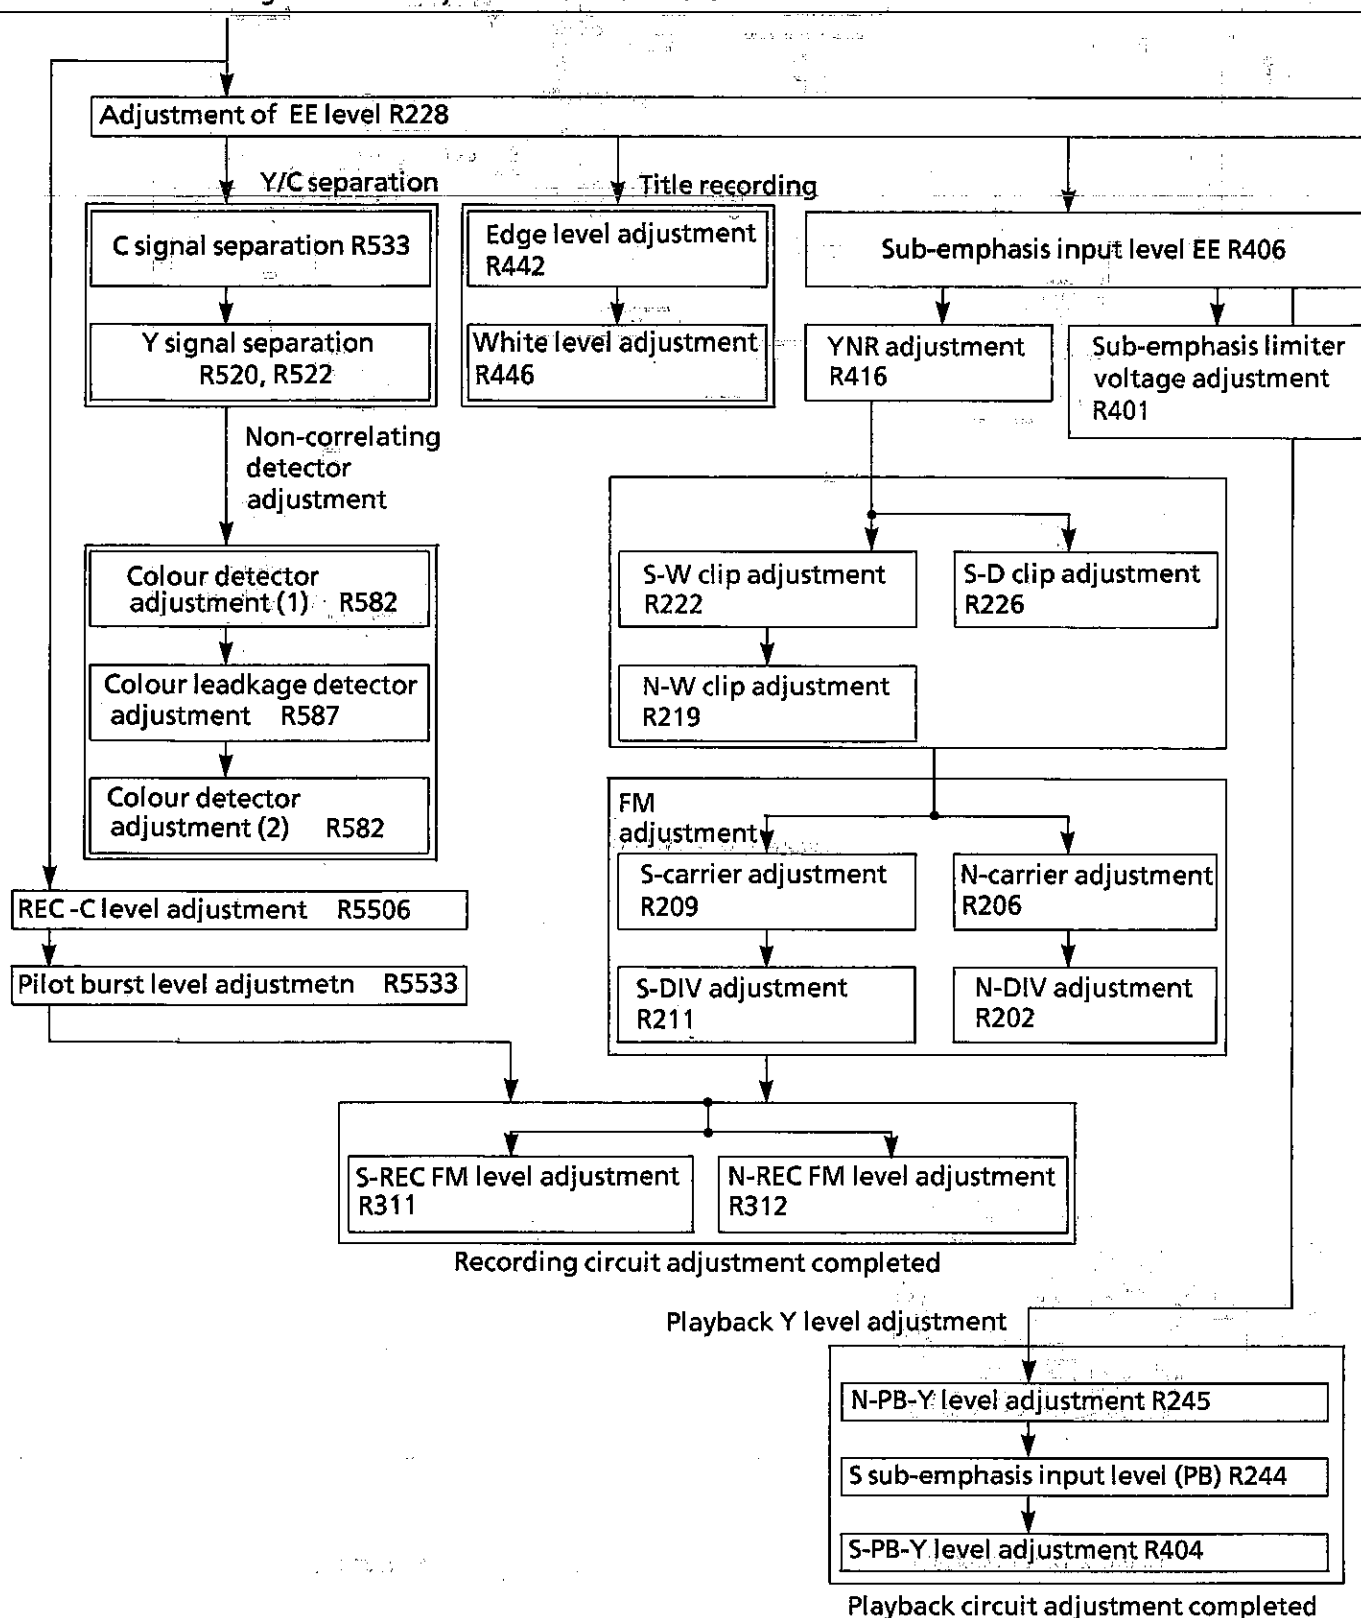 Adjustment of EE level R228
Y/C separation
C signal separation R533
Y signal separation
R520, R522
Non-correlating
detector
adjustment
Colour detector
adjustment (1) R582
Colour leadkage detector
adjustment R587
Colour detector
adjustment (2) R582
REC -C level adjustment R5506
Pilot burst level adjustmetn R5533
Title recording
Edge level adjustment
R442
White level adjustment
R446
Sub-emphasis input level EE R406
YNR adjustment
R416
Sub-emphasis limiter
voltage adjustment
R401
S-W clip adjustment
R222
S-D clip adjustment
R226
N-W clip adjustment
R219
FM
adjustment
S-carrier adjustment
R209
N-carrier adjustment
R206
S-DIV adjustment
R211
N-DIV adjustment
R202
S-REC FM level adjustment
R311
N-REC FM level adjustment
R312
Recording circuit adjustment completed
Playback Y level adjustment
N-PB-Y level adjustment R245
S sub-emphasis input level (PB) R244
S-PB-Y level adjustment R404
Playback circuit adjustment completed